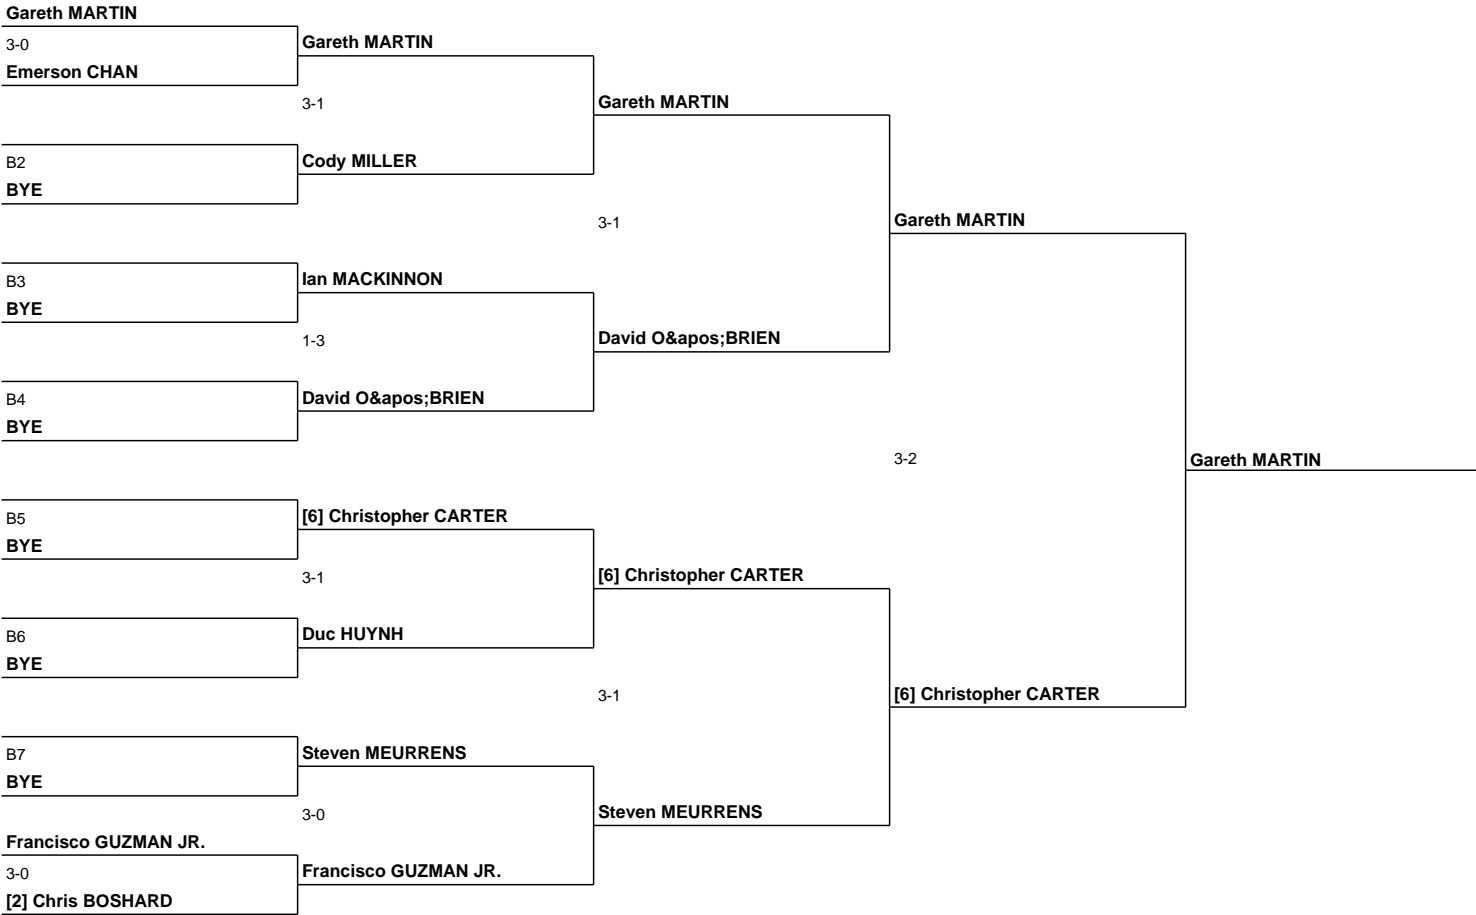 Gareth MARTIN
3-0
Gareth MARTIN
Emerson CHAN
3-1
Gareth MARTIN
B2
Cody MILLER
BYE
3-1
Gareth MARTIN
B3
Ian MACKINNON
BYE
1-3
David O&apos;BRIEN
B4
David O&apos;BRIEN
BYE
3-2
Gareth MARTIN
B5
[6] Christopher CARTER
BYE
3-1
[6] Christopher CARTER
B6
Duc HUYNH
BYE
3-1
[6] Christopher CARTER
B7
Steven MEURRENS
BYE
3-0
Steven MEURRENS
Francisco GUZMAN JR.
3-0
Francisco GUZMAN JR.
[2] Chris BOSHARD